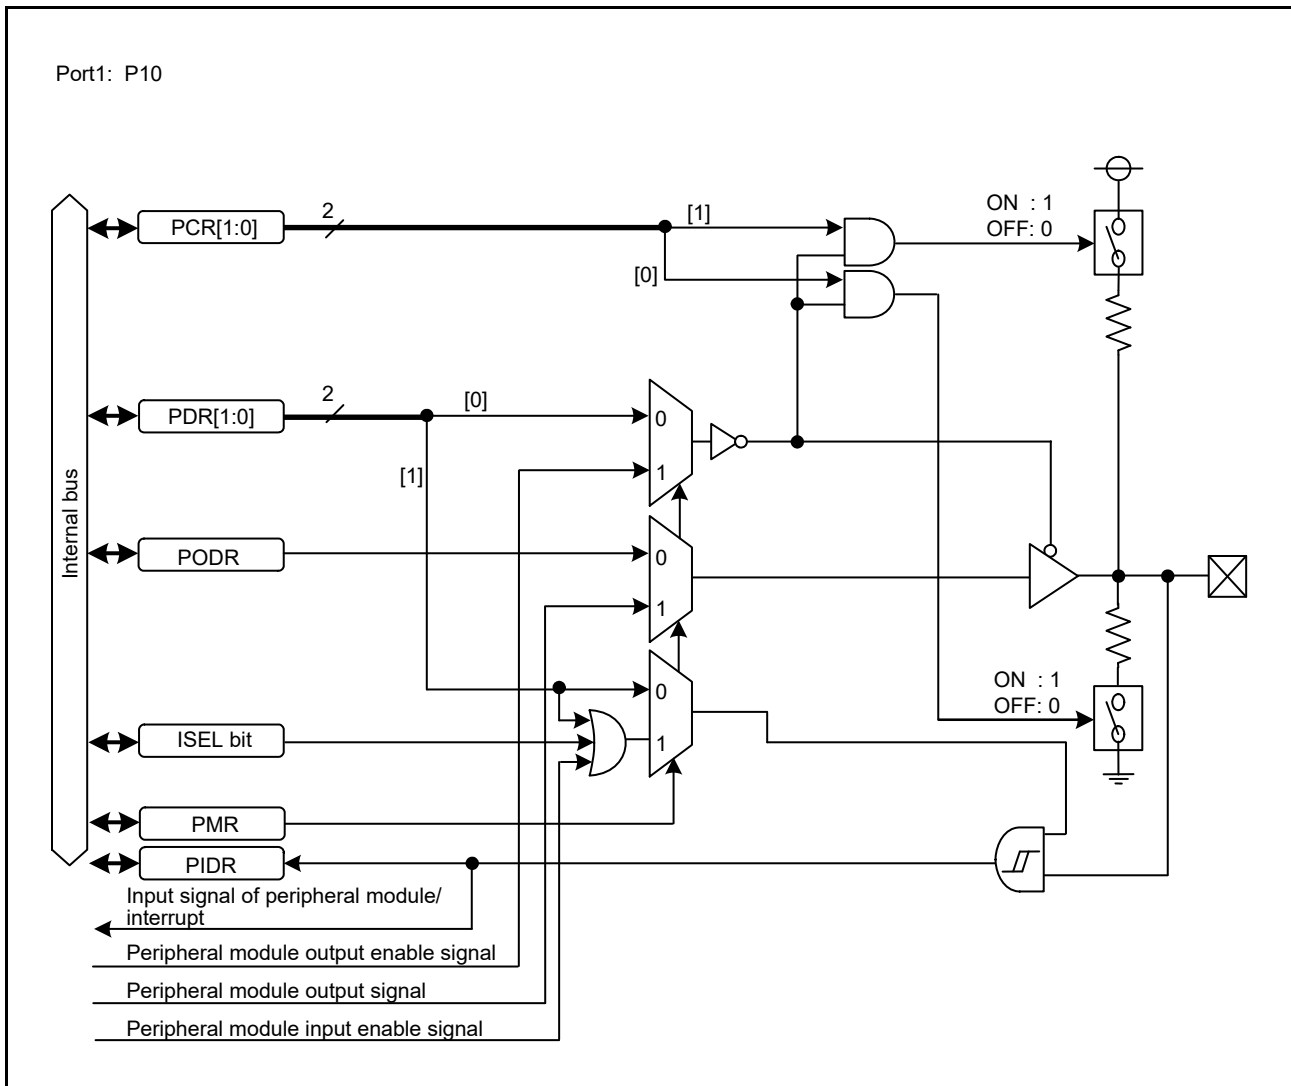 Port1: P10
PCR[1:0]
2
[1]
[0]
ON : 1
OFF: 0
PDR[1:0]
2
[0]
[1]
0
1
Internal bus
PODR
0
1
ISEL bit
0
1
ON : 1
OFF: 0
PMR
PIDR
Input signal of peripheral module/
interrupt
Peripheral module output enable signal
Peripheral module output signal
Peripheral module input enable signal